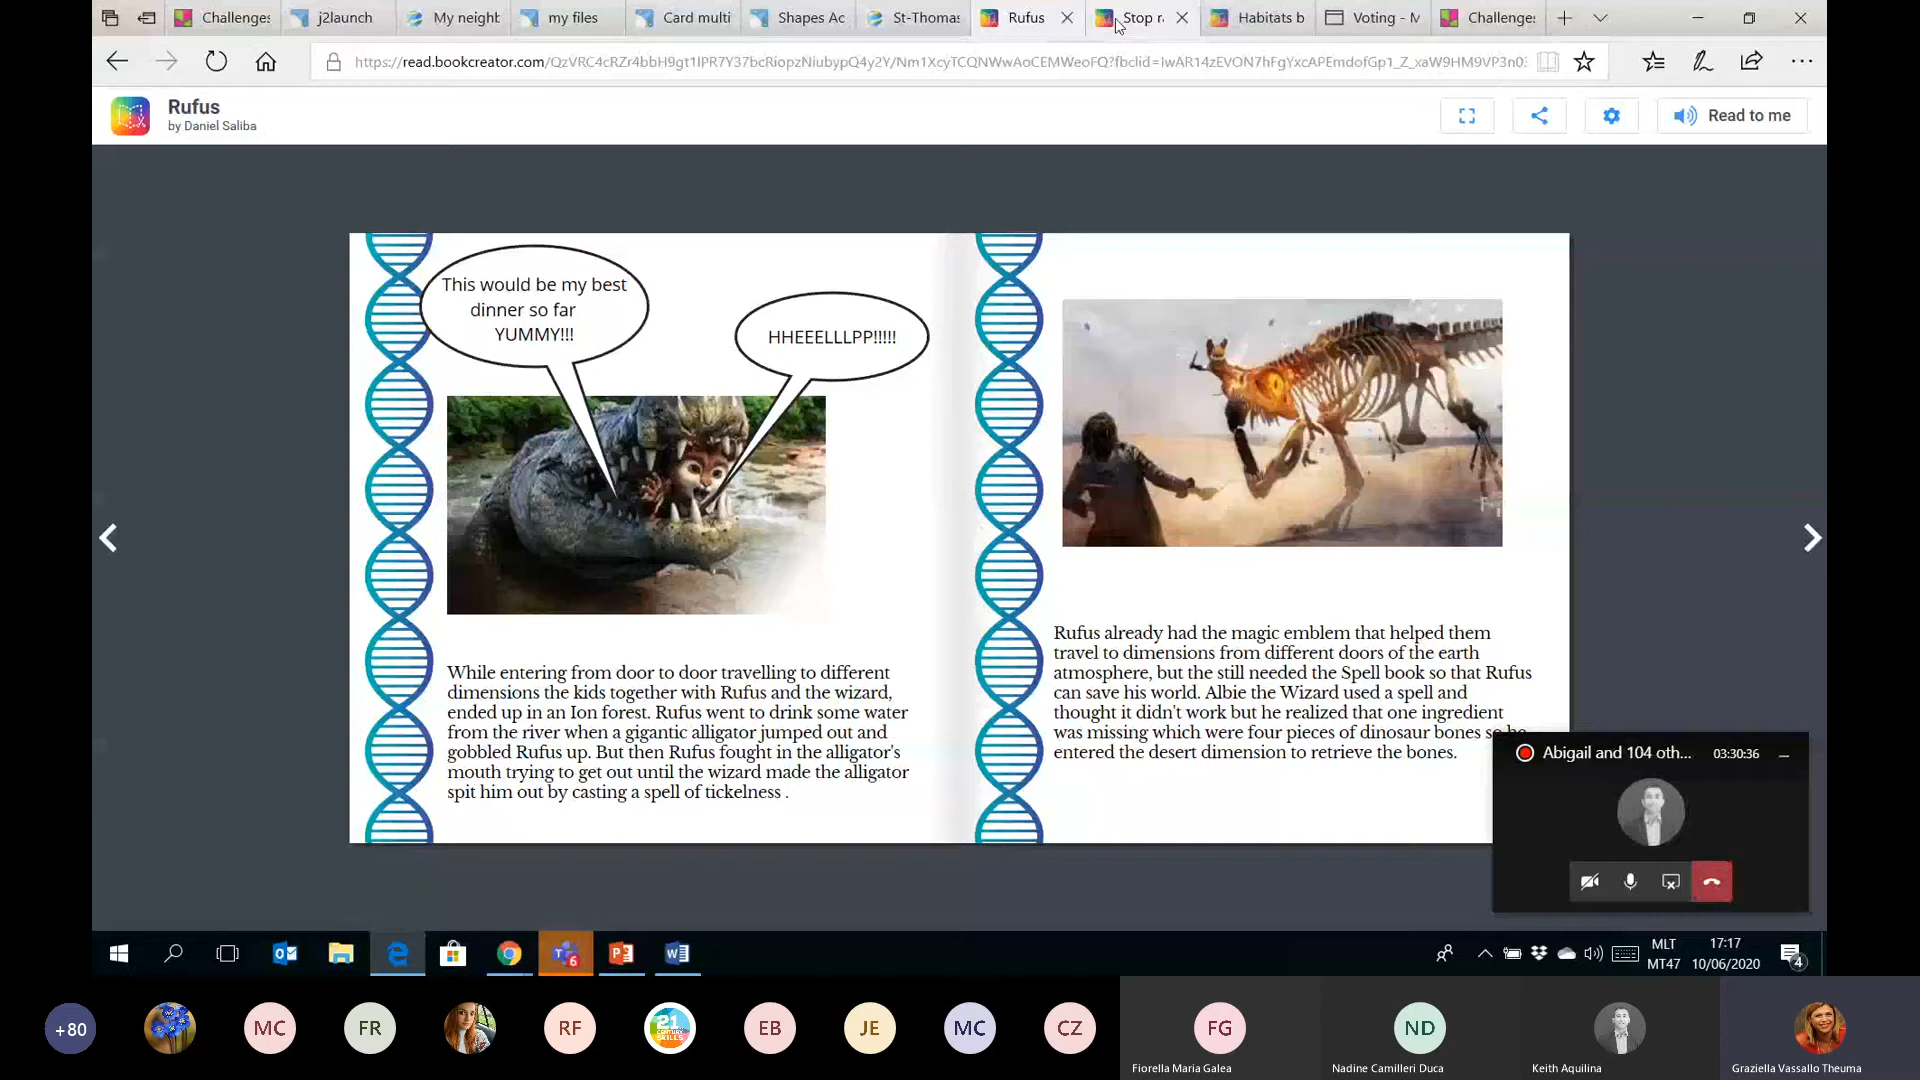 Challenges
j2launch
My neight
my files
Card multi
Shapes Ac
St-Thomas
Rufus
Stop ra
Habitats b
Voting - M
Challenges
Rufus
by Daniel Saliba
Read to me
This would be my best
dinner so far
YUMMY!!!
HHEEELLLPP!!!!!
While entering from door to door travelling to different
dimensions the kids together with Rufus and the wizard,
ended up in an Ion forest. Rufus went to drink some water
from the river when a gigantic alligator jumped out and
gobbled Rufus up. But then Rufus fought in the alligator's
mouth trying to get out until the wizard made the alligator
spit him out by casting a spell of tickelness .
Rufus already had the magic emblem that helped them
travel to dimensions from different doors of the earth
atmosphere, but the still needed the Spell book so that Rufus
can save his world. Albie the Wizard used a spell and
thought it didn't work but he realized that one ingredient
was missing which were four pieces of dinosaur bones so he
entered the desert dimension to retrieve the bones.
Abigail and 104 oth... 03:30:36
6
MLT
MT47
17:17
10/06/2020
4
+80
MC
FR
RF
21
CENTURY
SKILLS
EB
JE
MC
CZ
FG
ND
Fiorella Maria Galea
Nadine Camilleri Duca
Keith Aquilina
Graziella Vassallo Theuma